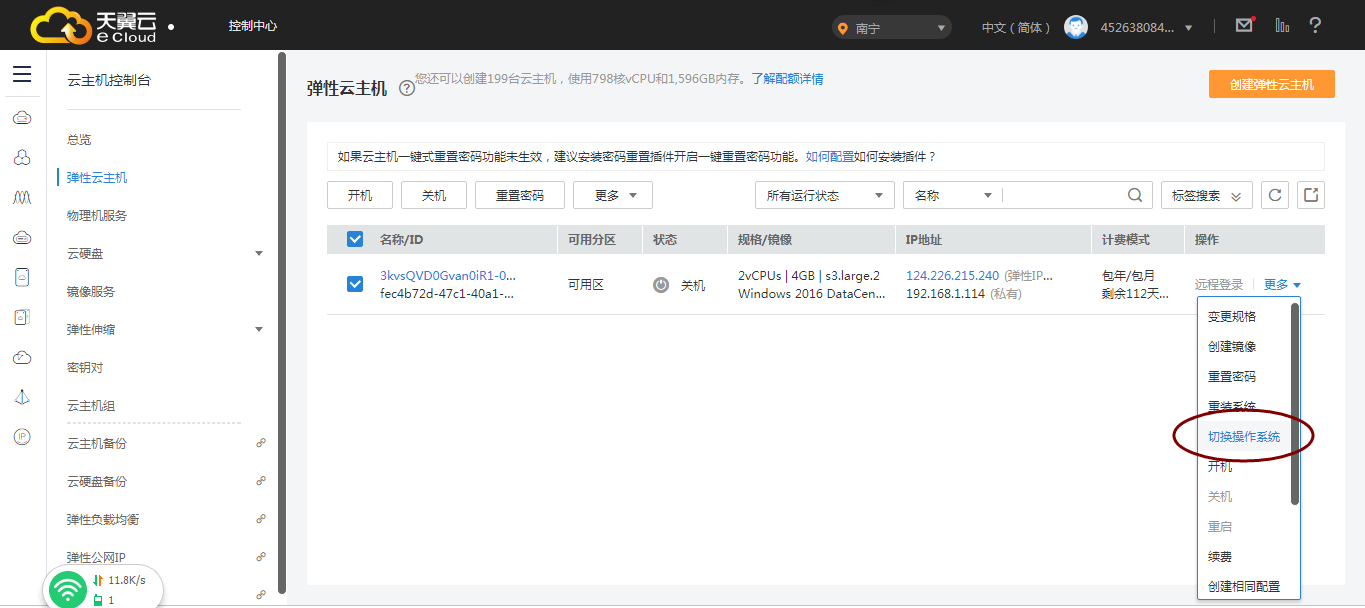 天翼云
e Cloud
控制中心
南宁
中文（简体）
452638084...
云主机控制台
总览
弹性云主机
物理机服务
云硬盘
镜像服务
弹性伸缩
密钥对
云主机组
云主机备份
云硬盘备份
弹性负载均衡
弹性公网IP
IP
11.8K/s
1
弹性云主机
您还可以创建199台云主机，使用798核vCPU和1,596GB内存。了解配额详情
创建弹性云主机
如果云主机一键式重置密码功能未生效，建议安装密码重置插件开启一键重置密码功能。如何配置如何安装插件？
开机 关机 重置密码 更多 所有运行状态 名称 标签搜索
名称/ID 可用分区 状态 规格/镜像 IP地址 计费模式 操作
3kvsQVD0Gvan0iR1-0...
fec4b72d-47c1-40a1-...
可用区
关机
2vCPUs | 4GB | s3.large.2
Windows 2016 DataCen...
124.226.215.240 (弹性IP...
192.168.1.114 (私有)
包年/包月
剩余112天...
远程登录 更多
变更规格
创建镜像
重置密码
重装系统
切换操作系统
开机
关机
重启
续费
创建相同配置